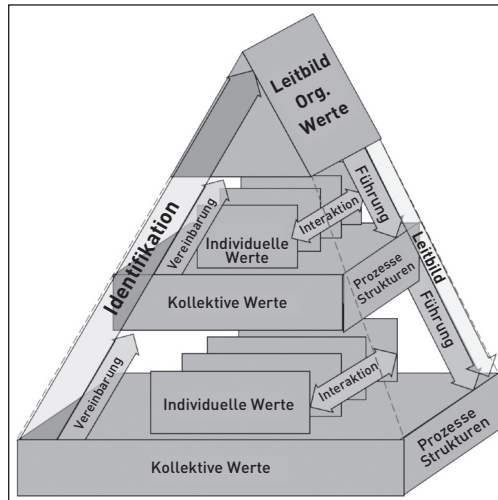 Leitbild
Org.
Werte
Identifikation
Vereinbarung
Individuelle
Werte
Interaktion
Führung
Leitbild
Kollektive Werte
Prozesse
Strukturen
Führung
Vereinbarung
Individuelle Werte
Interaktion
Kollektive Werte
Prozesse
Strukturen